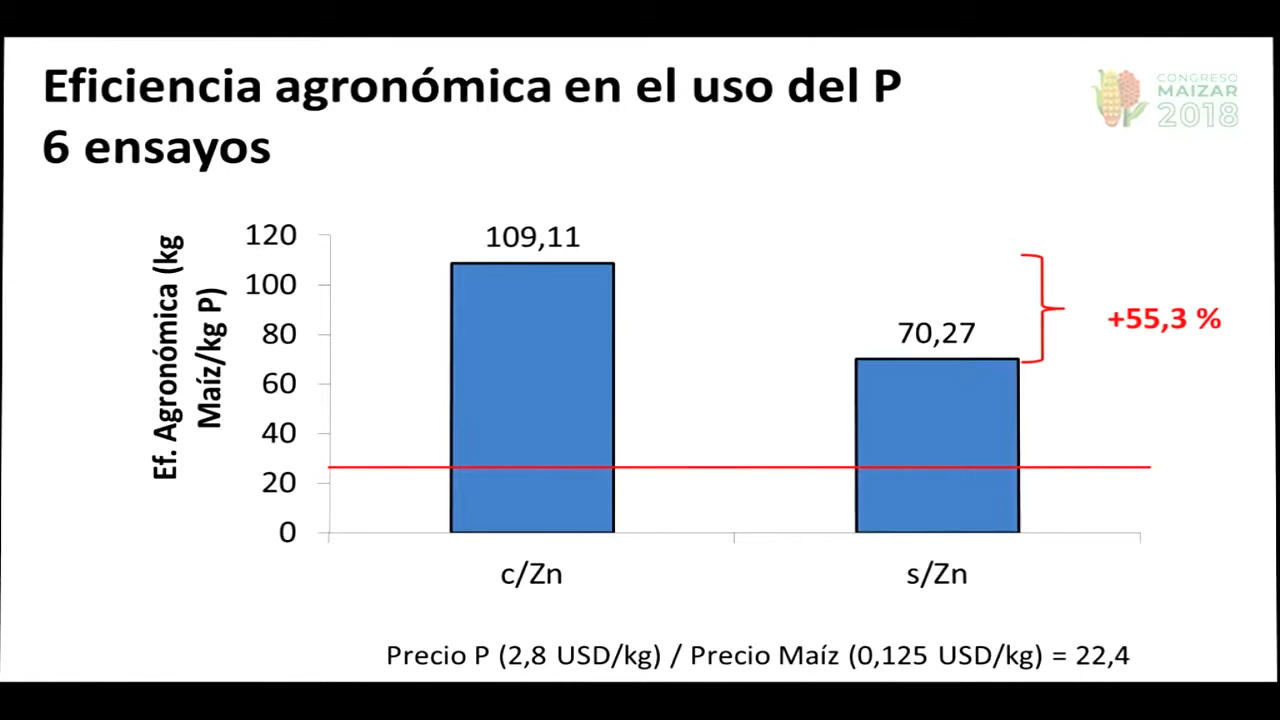 Eficiencia agronómica en el uso del P
6 ensayos
CONGRESO
MAIZAR
2018
Ef. Agronómica (kg
Maíz/kg P)
120
100
80
60
40
20
0
109,11
70,27
+55,3 %
c/Zn
s/Zn
Precio P (2,8 USD/kg) / Precio Maíz (0,125 USD/kg) = 22,4